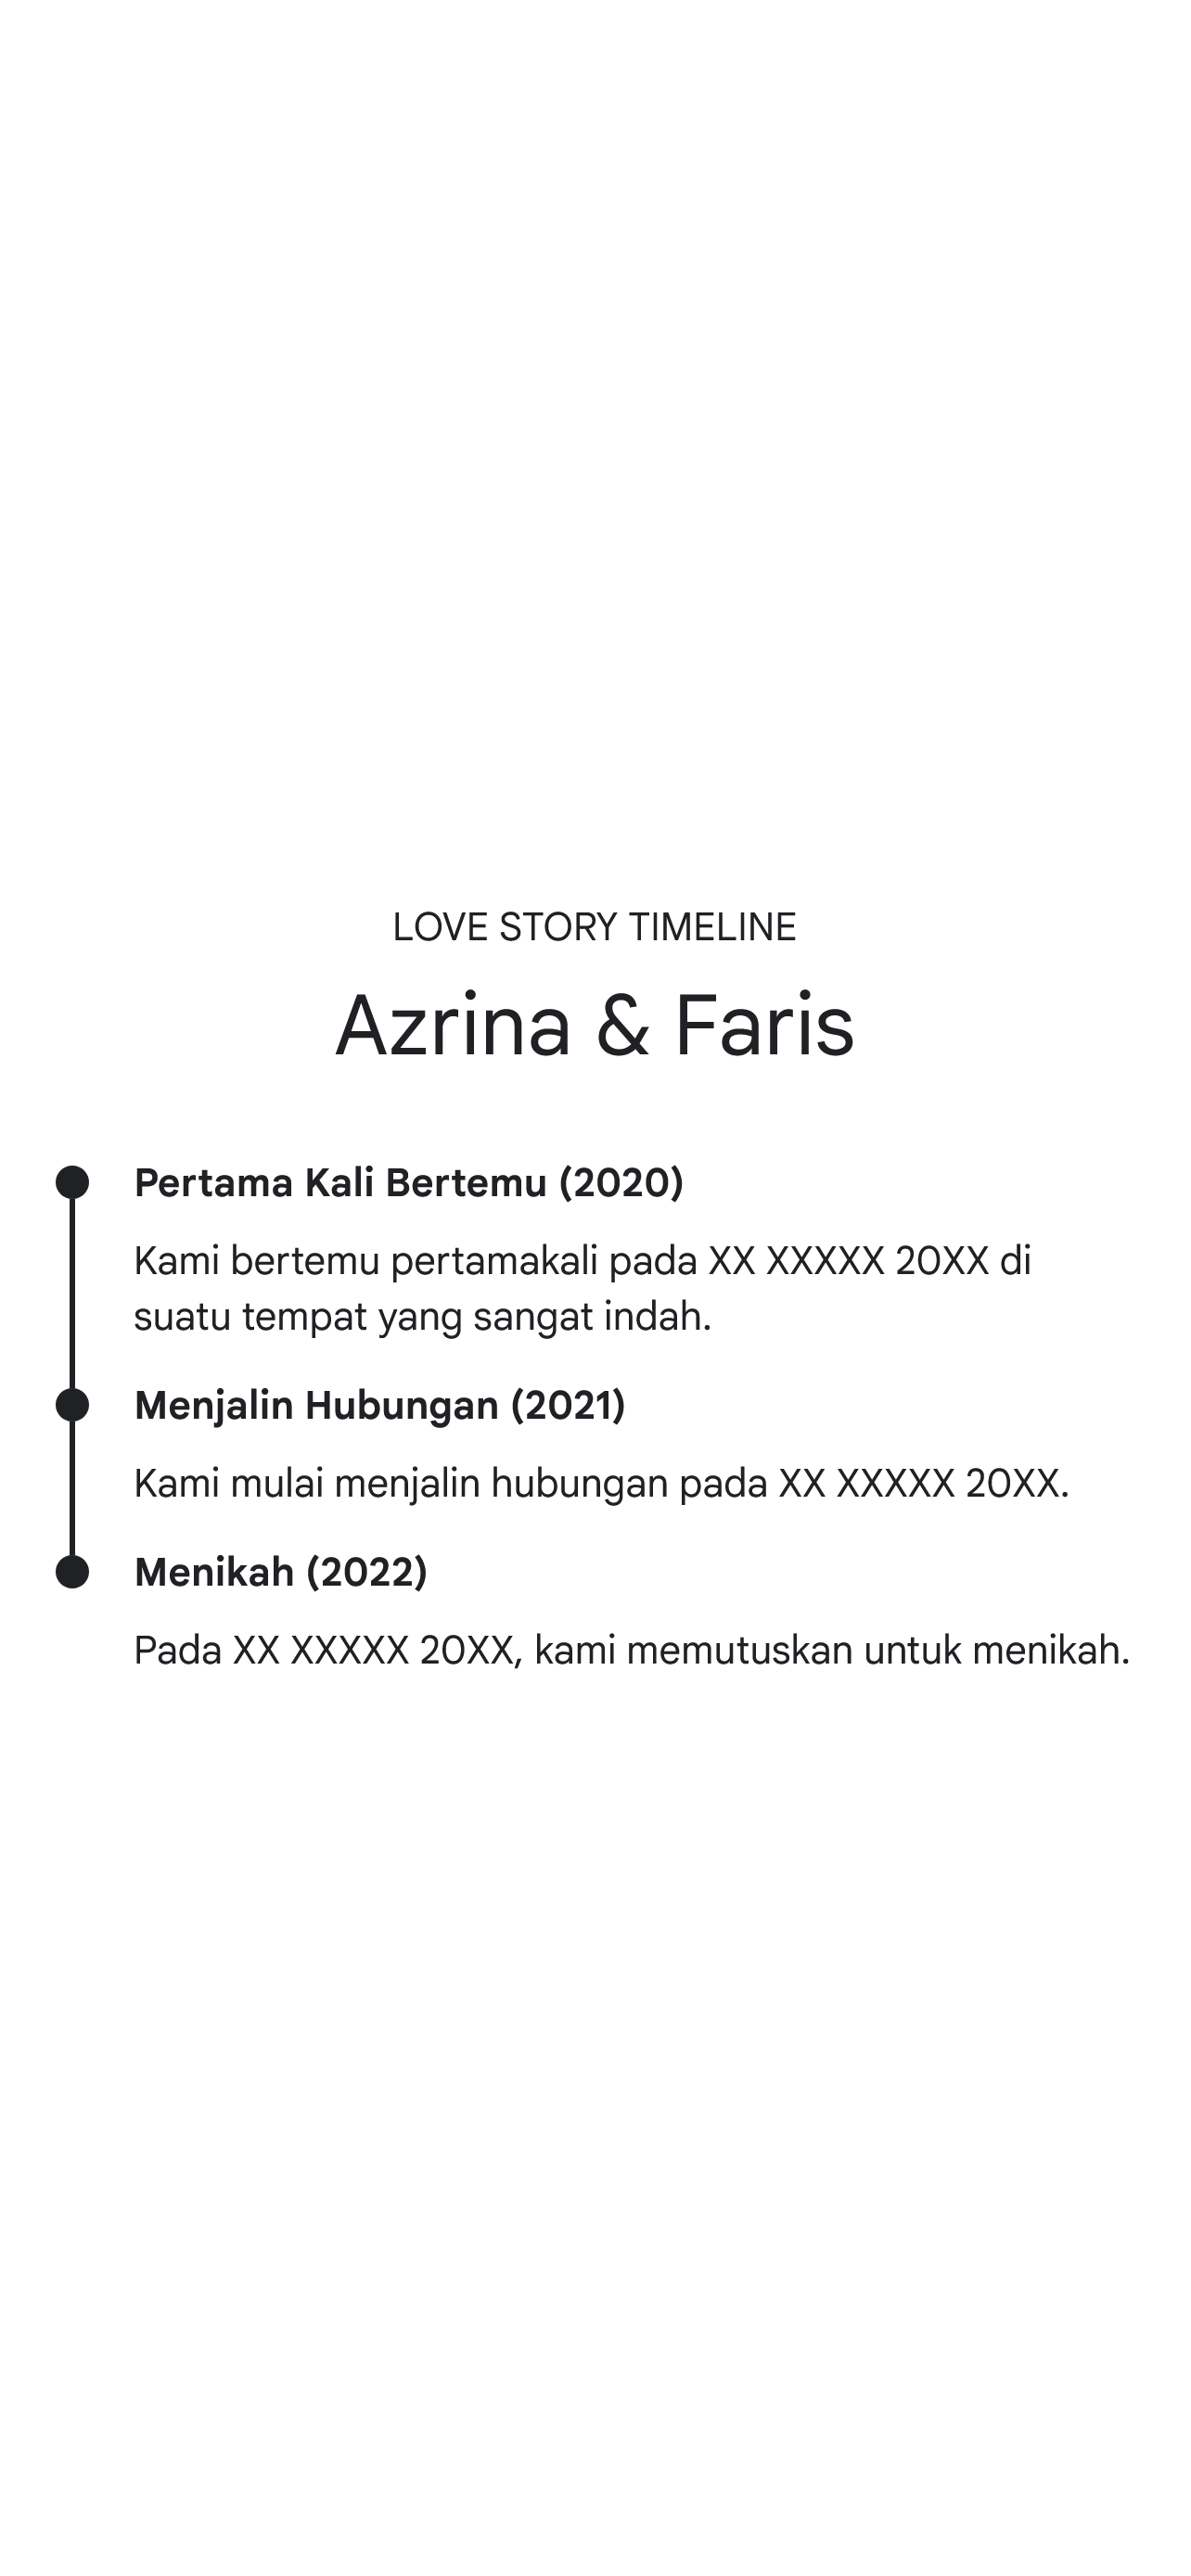 LOVE STORY TIMELINE
Azrina & Faris
Pertama Kali Bertemu (2020)
Kami bertemu pertamakali pada XX XXXXX 20XX di
suatu tempat yang sangat indah.
Menjalin Hubungan (2021)
Kami mulai menjalin hubungan pada XX XXXXX 20XX.
Menikah (2022)
Pada XX XXXXX 20XX, kami memutuskan untuk menikah.